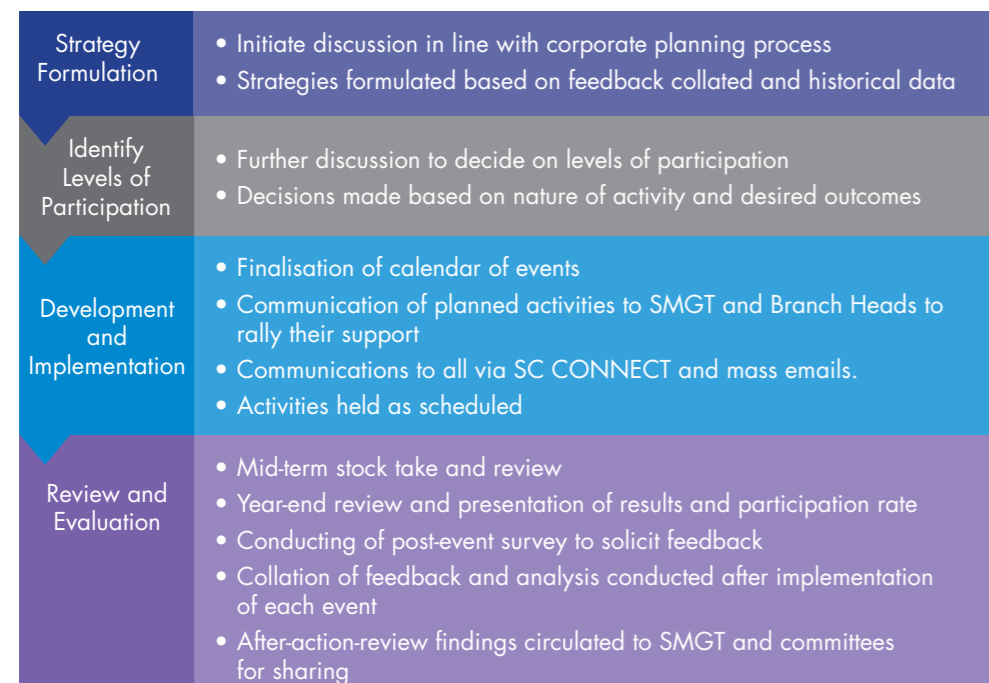 Strategy
Formulation
• Initiate discussion in line with corporate planning process
• Strategies formulated based on feedback collated and historical data
Identify
Levels of
Participation
• Further discussion to decide on levels of participation
• Decisions made based on nature of activity and desired outcomes
Development
and
Implementation
• Finalisation of calendar of events
• Communication of planned activities to SMGT and Branch Heads to
rally their support
• Communications to all via SC CONNECT and mass emails.
• Activities held as scheduled
Review and
Evaluation
• Mid-term stock take and review
• Year-end review and presentation of results and participation rate
• Conducting of post-event survey to solicit feedback
• Collation of feedback and analysis conducted after implementation
of each event
• After-action-review findings circulated to SMGT and committees
for sharing